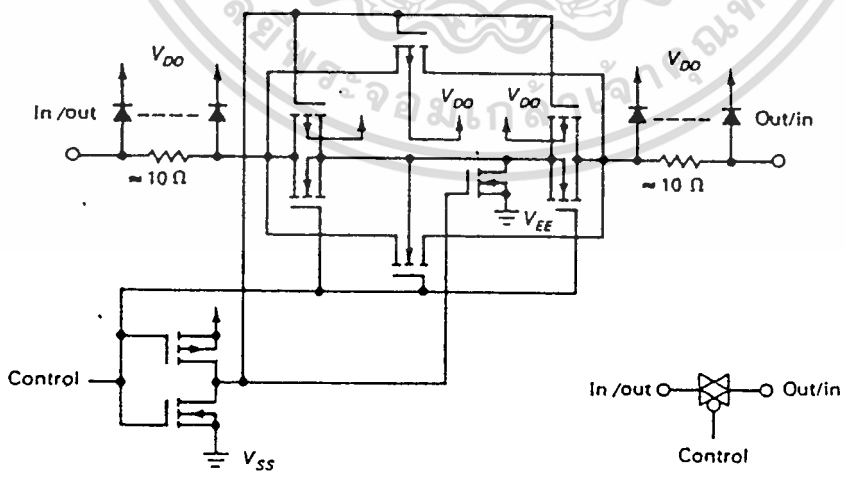 V_DD
V_DD
In /out
V_DD
V_DD
Out/in
≈ 10 Ω
≈ 10 Ω
V_EE
Control
In /out
Out/in
V_SS
Control